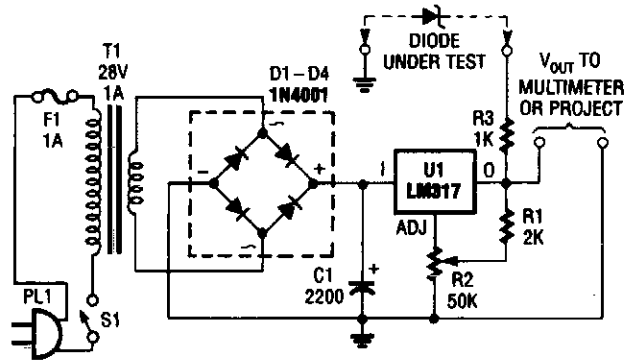 T1
28V
1A
F1
1A
PL1
S1
D1–D4
1N4001
~
–
+
~
DIODE
UNDER TEST
VOUT TO
MULTIMETER
OR PROJECT
R3
1K
I
U1
LM317
O
ADJ
R1
2K
R2
50K
C1
2200
+